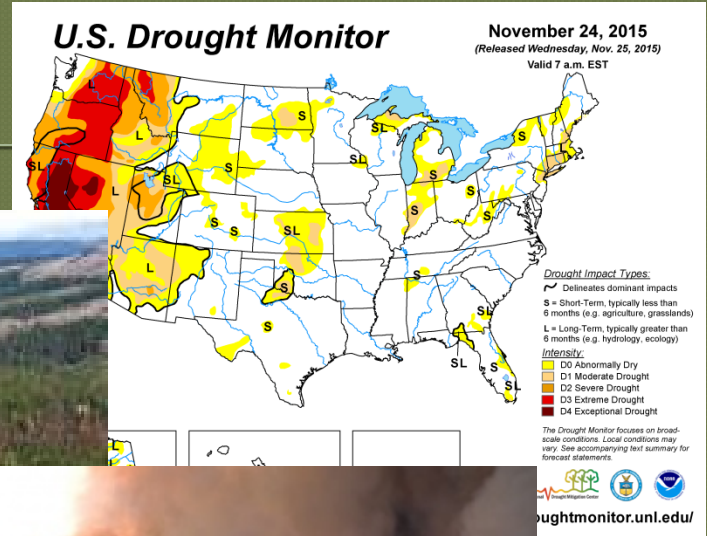 U.S. Drought Monitor
November 24, 2015
(Released Wednesday, Nov. 25, 2015)
Valid 7 a.m. EST
S
SL
SL
S
L
SL
S
SL
S
L
S
L
SL
S
S
S
S
S
SL
L
S
S
S
SL
SL
S
SL
Drought Impact Types:
Delineates dominant impacts
S = Short-Term, typically less than
6 months (e.g. agriculture, grasslands)
L = Long-Term, typically greater than
6 months (e.g. hydrology, ecology)
Intensity:
D0 Abnormally Dry
D1 Moderate Drought
D2 Severe Drought
D3 Extreme Drought
D4 Exceptional Drought
The Drought Monitor focuses on broad-
scale conditions. Local conditions may
vary. See accompanying text summary for
forecast statements.
L
Drought Mitigation Center
oughtmonitor.unl.edu/